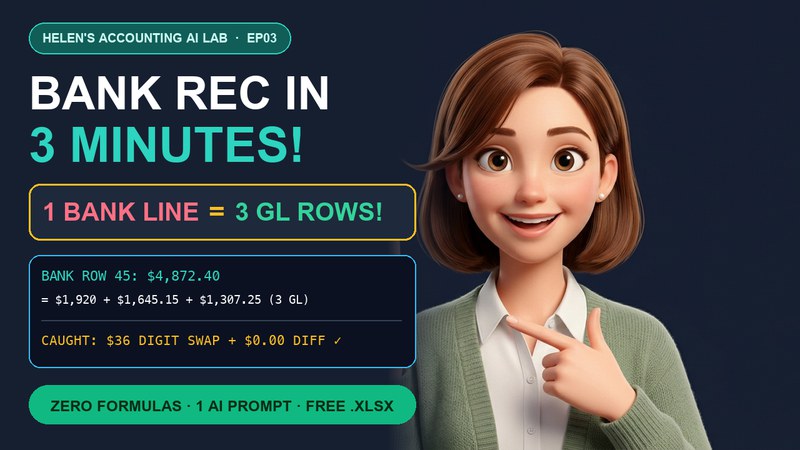 HELEN'S ACCOUNTING AI LAB · EP03
BANK REC IN
3 MINUTES!
1 BANK LINE = 3 GL ROWS!
BANK ROW 45: $4,872.40
= $1,920 + $1,645.15 + $1,307.25 (3 GL)
CAUGHT: $36 DIGIT SWAP + $0.00 DIFF ✓
ZERO FORMULAS · 1 AI PROMPT · FREE .XLSX